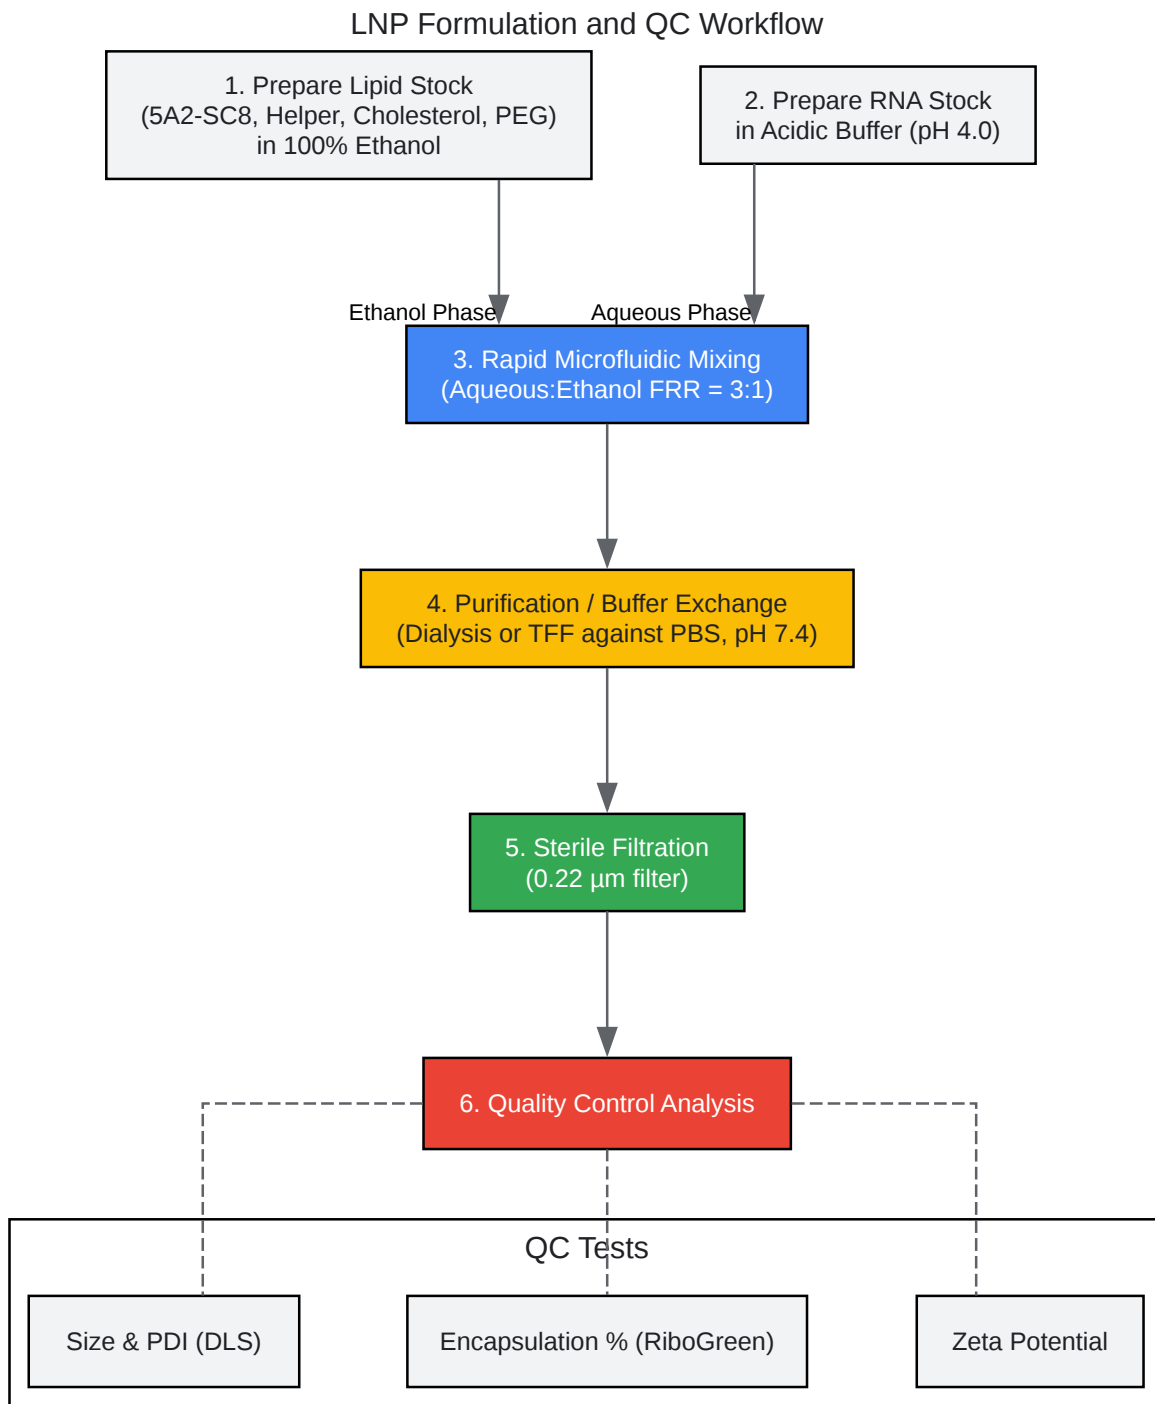 LNP Formulation and QC Workflow
1. Prepare Lipid Stock
(5A2-SC8, Helper, Cholesterol, PEG)
in 100% Ethanol
2. Prepare RNA Stock
in Acidic Buffer (pH 4.0)
Ethanol Phase
Aqueous Phase
3. Rapid Microfluidic Mixing
(Aqueous:Ethanol FRR = 3:1)
4. Purification / Buffer Exchange
(Dialysis or TFF against PBS, pH 7.4)
5. Sterile Filtration
(0.22 µm filter)
6. Quality Control Analysis
QC Tests
Size & PDI (DLS)
Encapsulation % (RiboGreen)
Zeta Potential